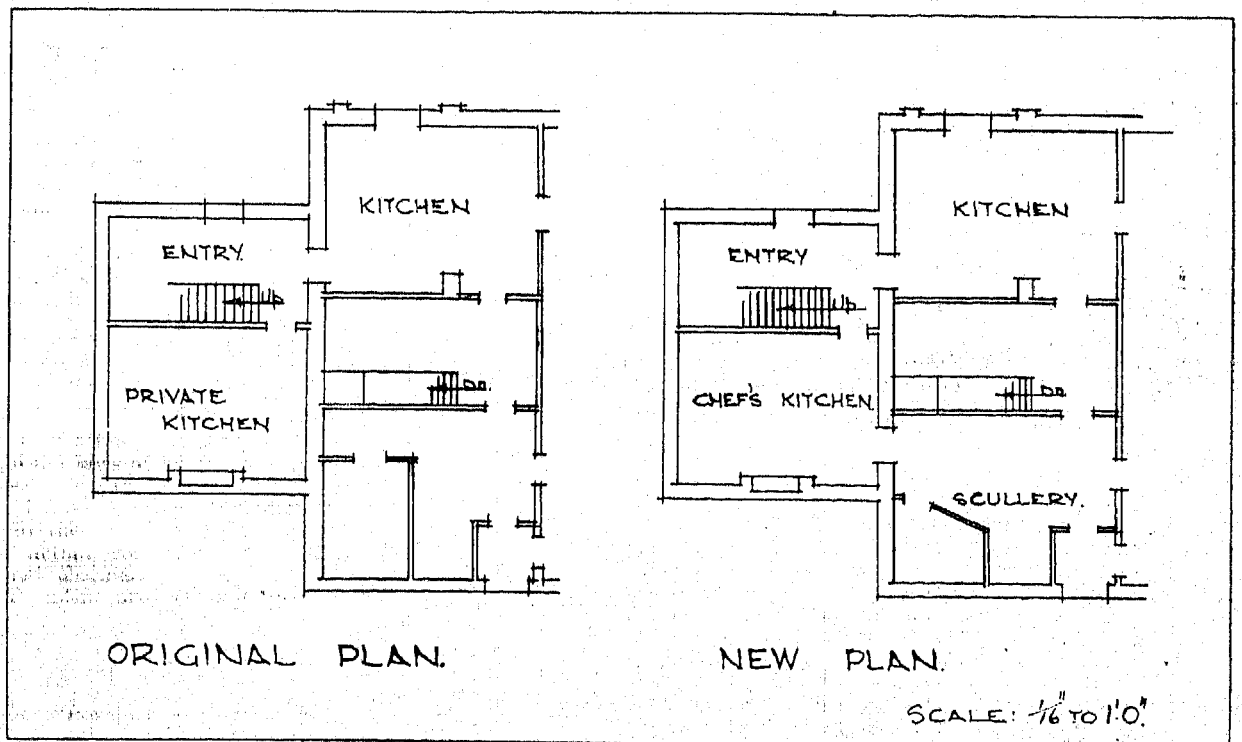 KITCHEN
ENTRY.
UP
PRIVATE
KITCHEN
DN.
ORIGINAL PLAN.
KITCHEN
ENTRY
UP
CHEF'S KITCHEN.
DN
SCULLERY.
NEW PLAN.
SCALE: 1/16" TO 1'.0".